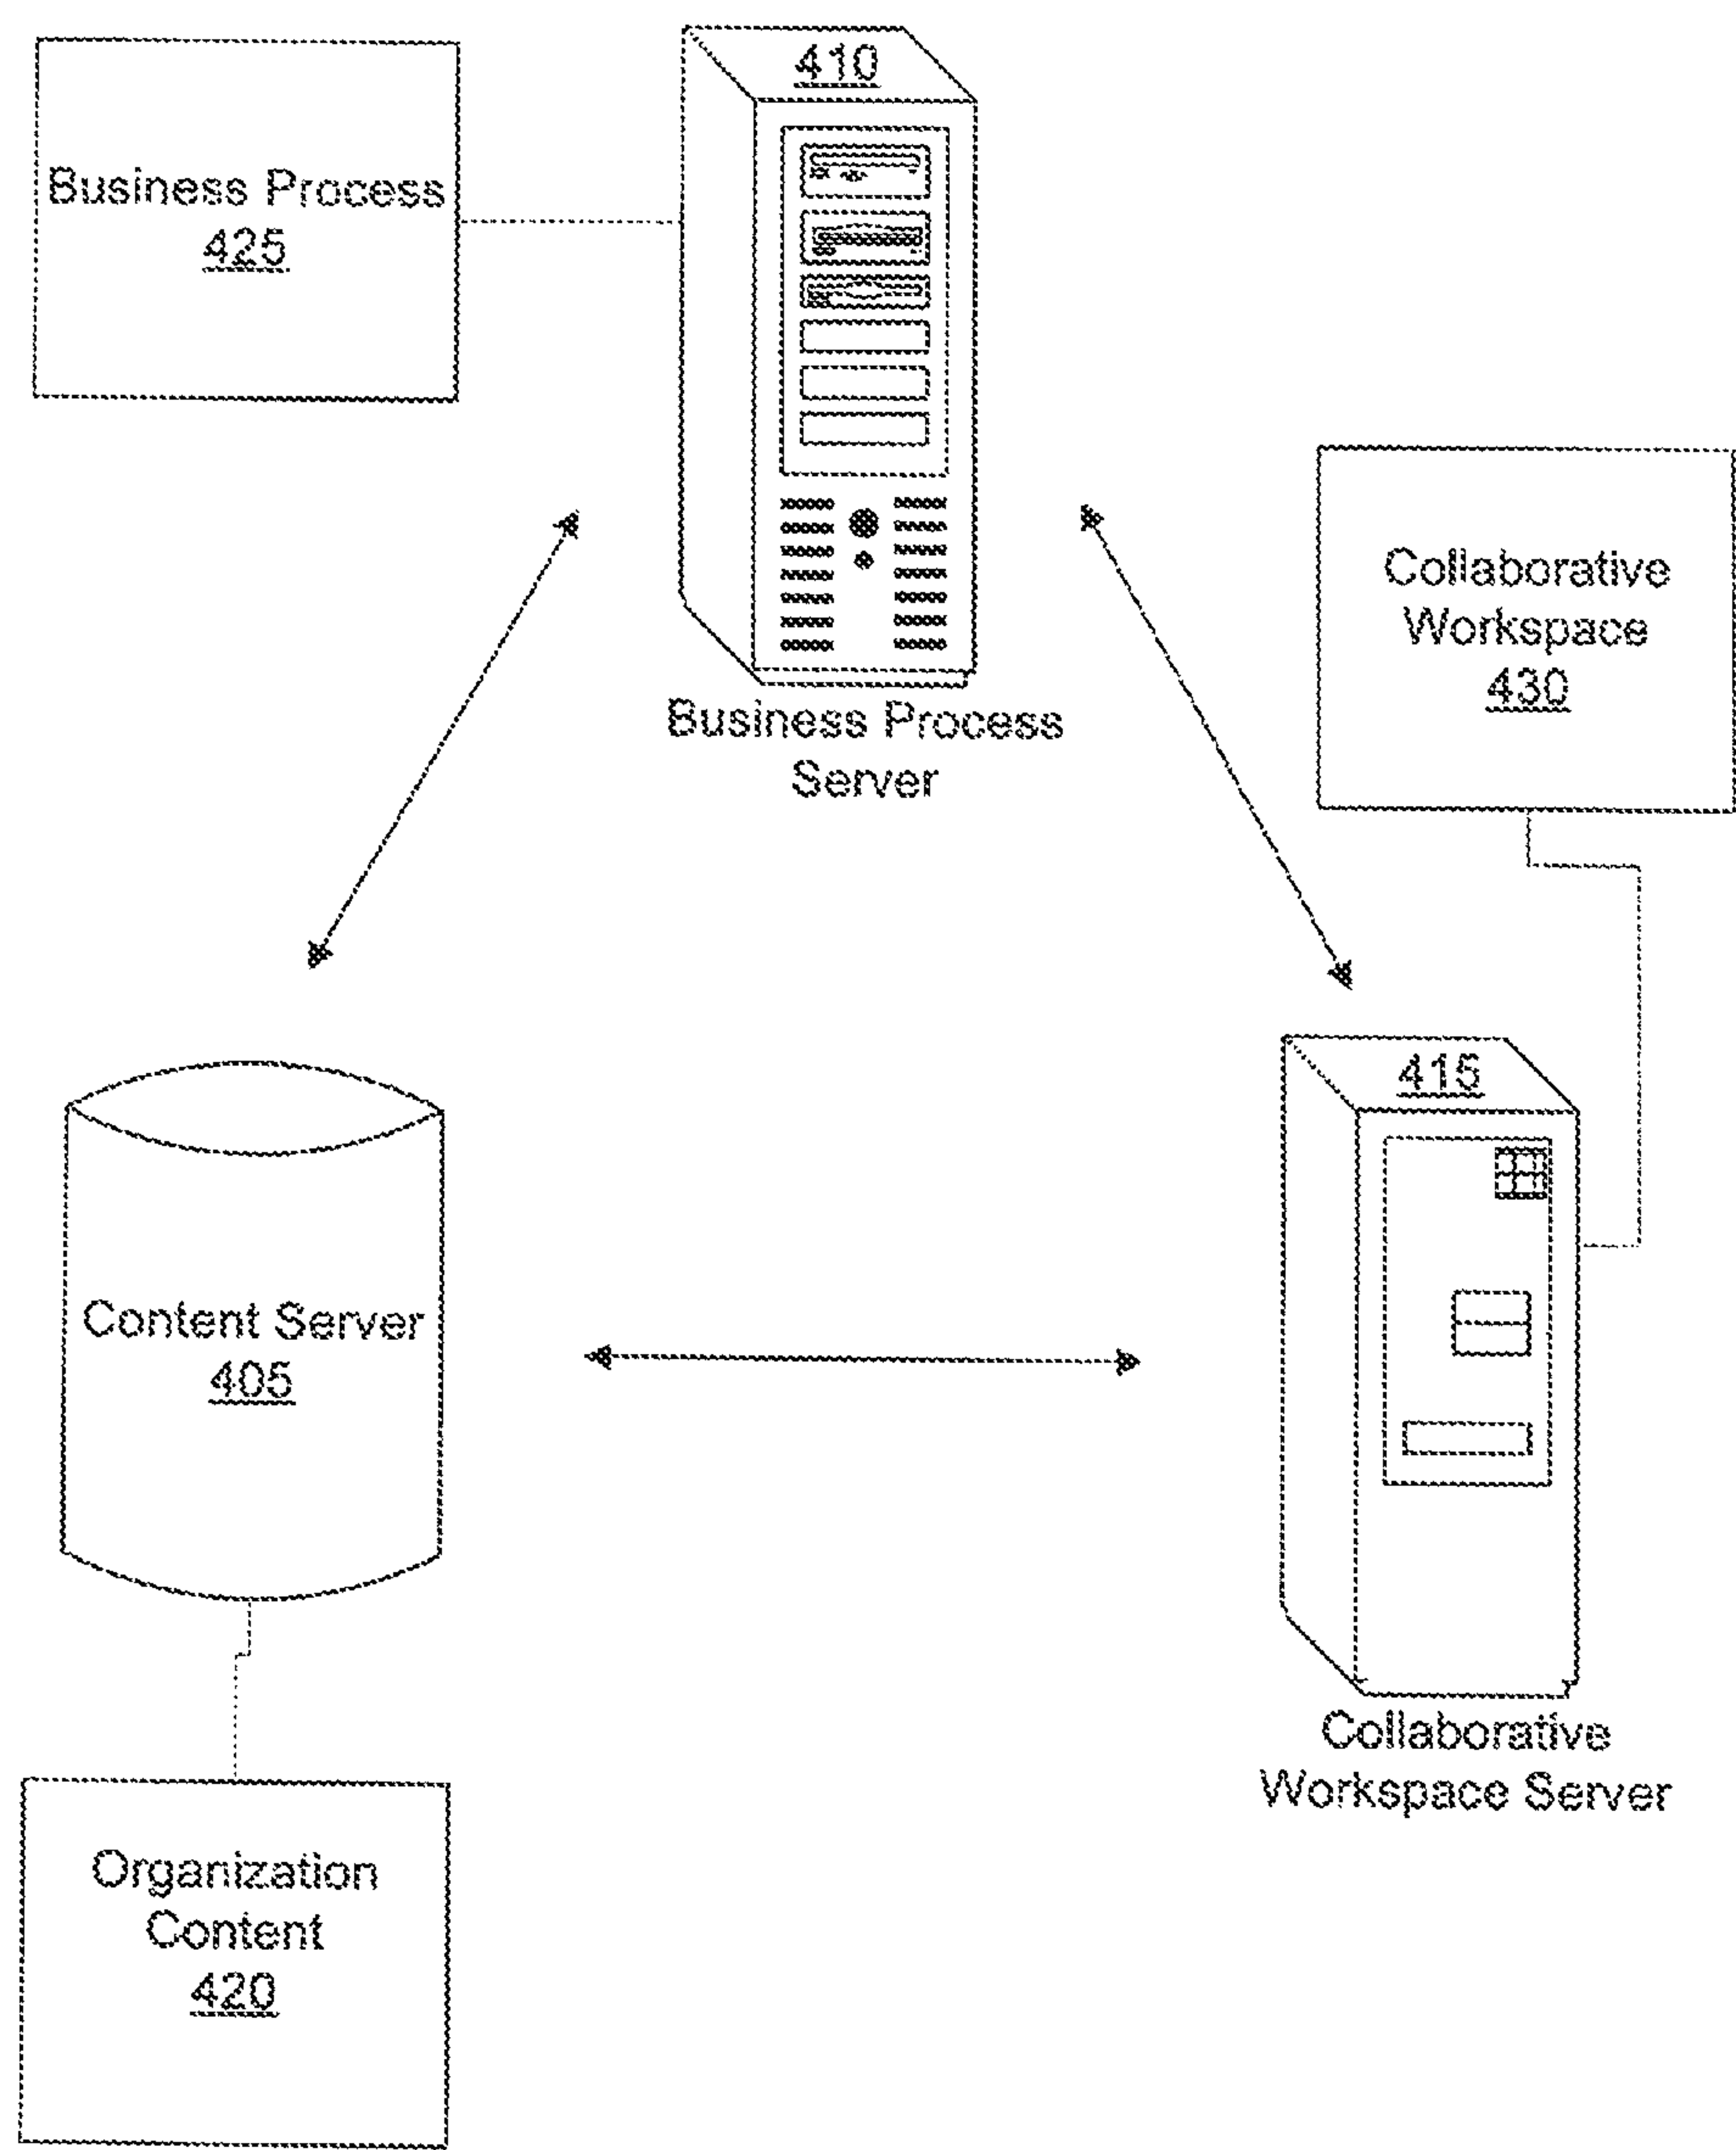 410
Business Process
425
Business Process
Server
Collaborative
Workspace
430
415
Content Server
405
Collaborative
Workspace Server
Organization
Content
420